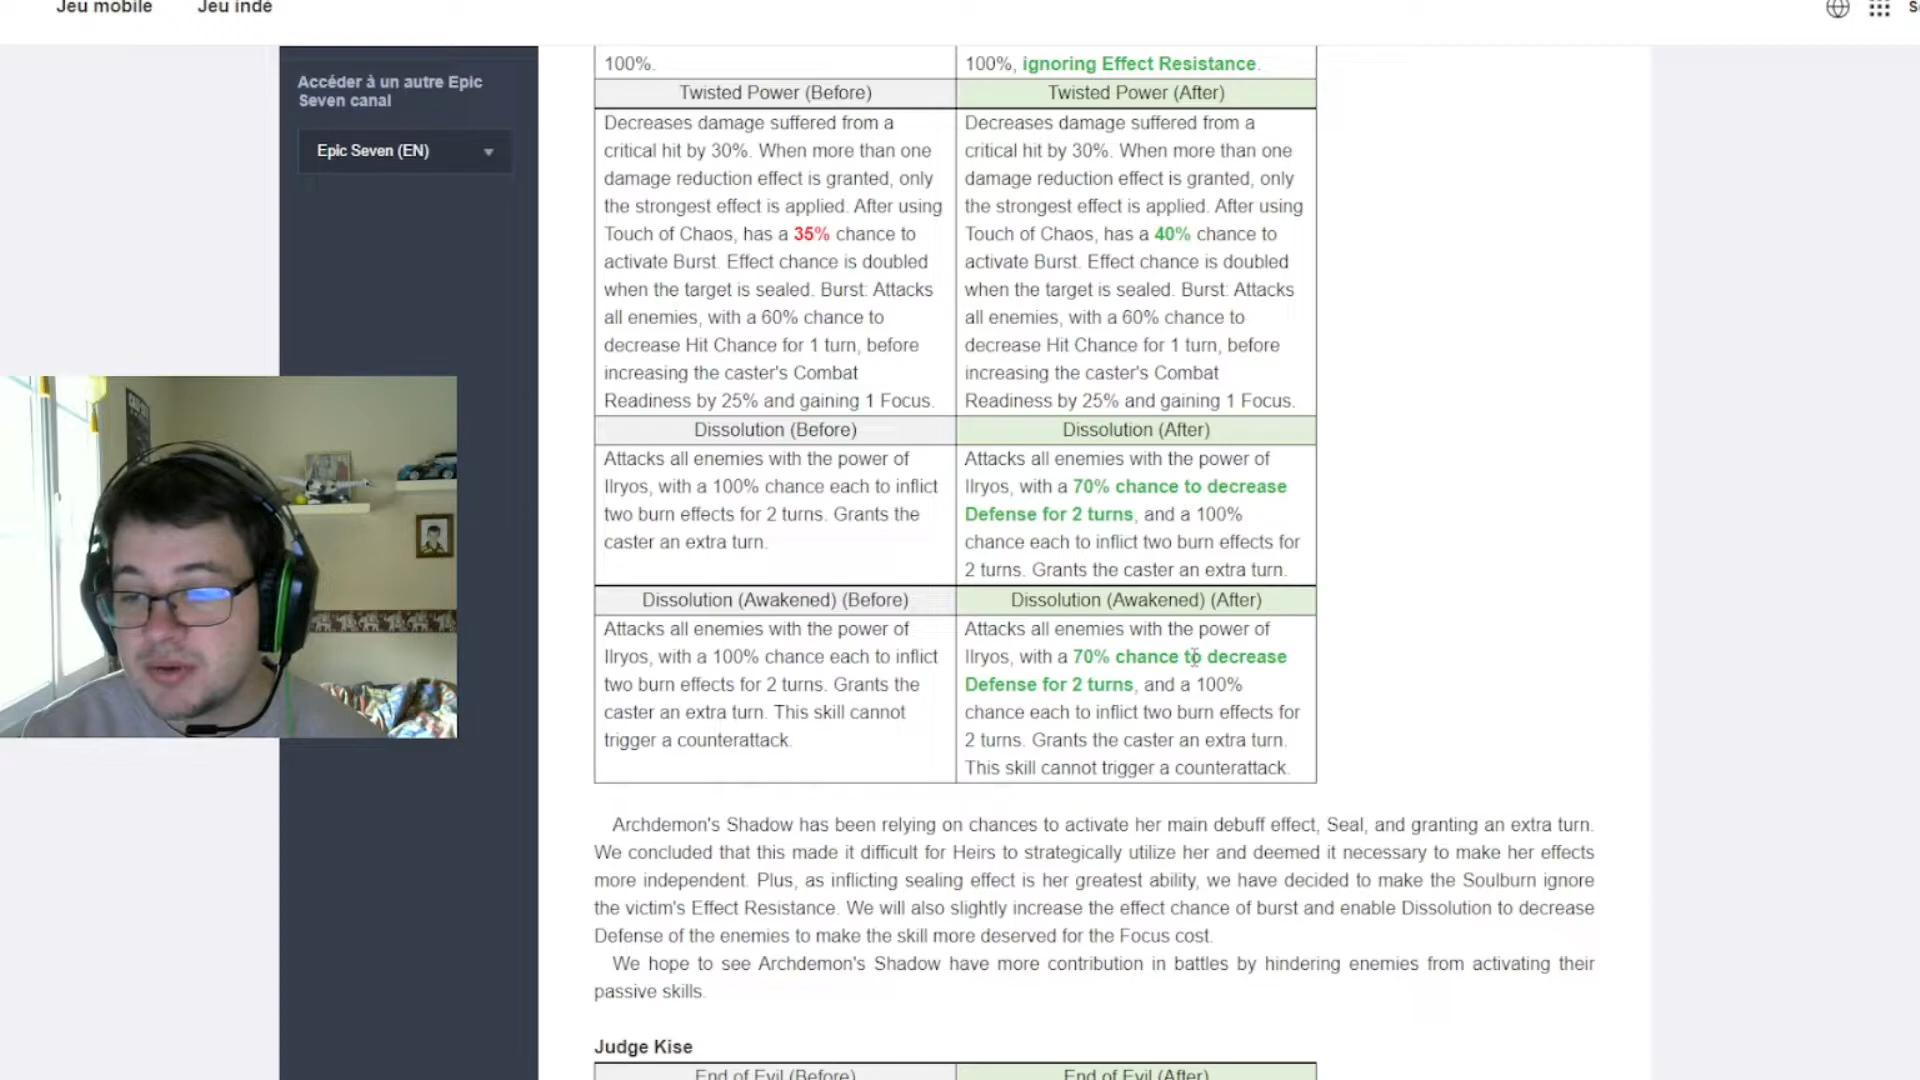 Jeu mobile
Jeu indé
Accéder à un autre Epic
Seven canal
Epic Seven (EN)
100%.
100%, ignoring Effect Resistance.
Twisted Power (Before)
Twisted Power (After)
Decreases damage suffered from a
critical hit by 30%. When more than one
damage reduction effect is granted, only
the strongest effect is applied. After using
Touch of Chaos, has a 35% chance to
activate Burst. Effect chance is doubled
when the target is sealed. Burst: Attacks
all enemies, with a 60% chance to
decrease Hit Chance for 1 turn, before
increasing the caster's Combat
Readiness by 25% and gaining 1 Focus.
Decreases damage suffered from a
critical hit by 30%. When more than one
damage reduction effect is granted, only
the strongest effect is applied. After using
Touch of Chaos, has a 40% chance to
activate Burst. Effect chance is doubled
when the target is sealed. Burst: Attacks
all enemies, with a 60% chance to
decrease Hit Chance for 1 turn, before
increasing the caster's Combat
Readiness by 25% and gaining 1 Focus.
Dissolution (Before)
Dissolution (After)
Attacks all enemies with the power of
Ilryos, with a 100% chance each to inflict
two burn effects for 2 turns. Grants the
caster an extra turn.
Attacks all enemies with the power of
Ilryos, with a 70% chance to decrease
Defense for 2 turns, and a 100%
chance each to inflict two burn effects for
2 turns. Grants the caster an extra turn.
Dissolution (Awakened) (Before)
Dissolution (Awakened) (After)
Attacks all enemies with the power of
Ilryos, with a 100% chance each to inflict
two burn effects for 2 turns. Grants the
caster an extra turn. This skill cannot
trigger a counterattack.
Attacks all enemies with the power of
Ilryos, with a 70% chance to decrease
Defense for 2 turns, and a 100%
chance each to inflict two burn effects for
2 turns. Grants the caster an extra turn.
This skill cannot trigger a counterattack.
Archdemon's Shadow has been relying on chances to activate her main debuff effect, Seal, and granting an extra turn.
We concluded that this made it difficult for Heirs to strategically utilize her and deemed it necessary to make her effects
more independent. Plus, as inflicting sealing effect is her greatest ability, we have decided to make the Soulburn ignore
the victim's Effect Resistance. We will also slightly increase the effect chance of burst and enable Dissolution to decrease
Defense of the enemies to make the skill more deserved for the Focus cost.
We hope to see Archdemon's Shadow have more contribution in battles by hindering enemies from activating their
passive skills.
Judge Kise
End of Evil (Before)
End of Evil (After)